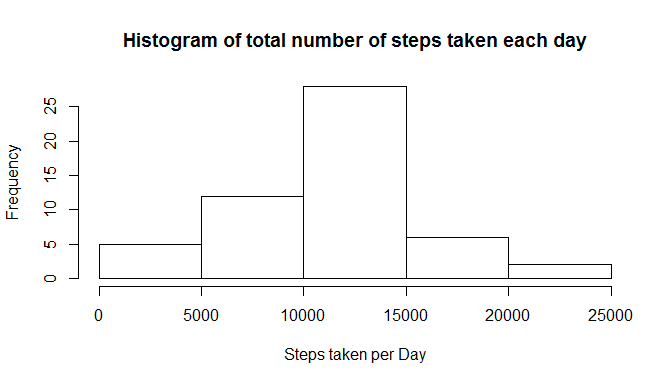 Histogram of total number of steps taken each day
Frequency
25
20
15
10
5
0
0 5000 10000 15000 20000 25000
Steps taken per Day